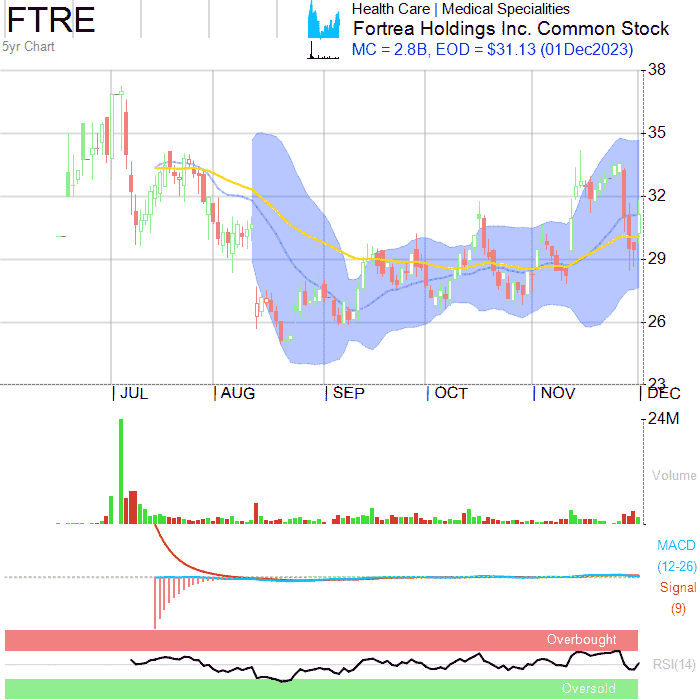 FTRE
5yr Chart
Health Care | Medical Specialities
Fortrea Holdings Inc. Common Stock
MC = 2.8B, EOD = $31.13 (01Dec2023)
38
35
32
29
26
23
JUL AUG SEP OCT NOV DEC
24M
Volume
MACD
(12-26)
Signal
(9)
Overbought
RSI(14)
Oversold